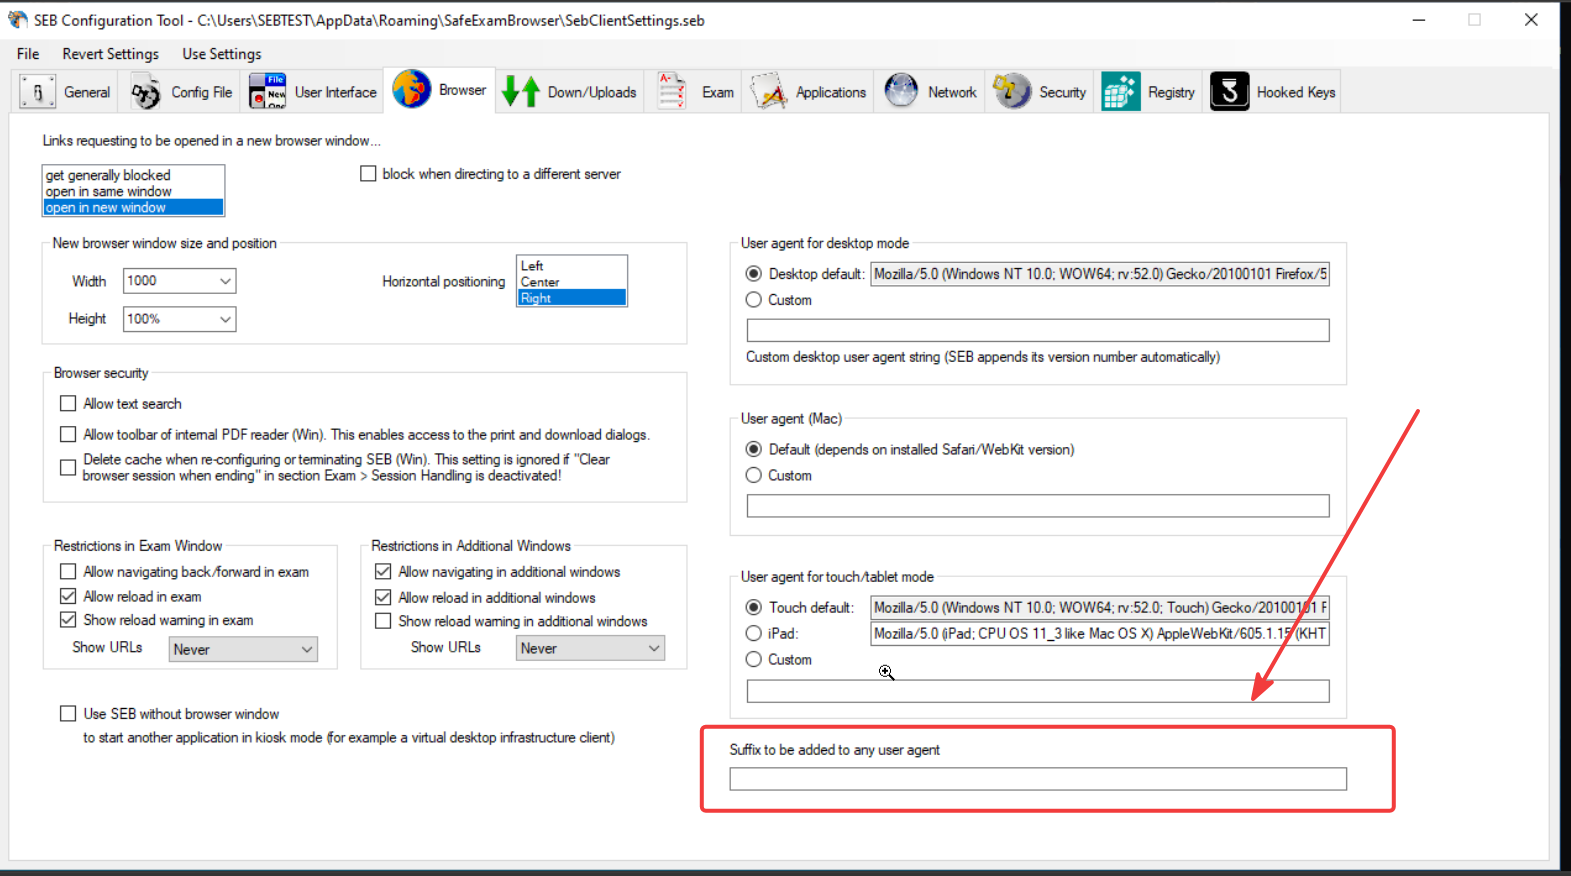 SEB Configuration Tool - C:\Users\SEBTEST\AppData\Roaming\SafeExamBrowser\SebClientSettings.seb
File Revert Settings Use Settings
General Config File User Interface Browser Down/Uploads Exam Applications Network Security Registry Hooked Keys
Links requesting to be opened in a new browser window...
get generally blocked
open in same window
open in new window
block when directing to a different server
New browser window size and position
Width 1000
Height 100%
Horizontal positioning
Left
Center
Right
Browser security
Allow text search
Allow toolbar of internal PDF reader (Win). This enables access to the print and download dialogs.
Delete cache when re-configuring or terminating SEB (Win). This setting is ignored if "Clear
browser session when ending" in section Exam > Session Handling is deactivated!
Restrictions in Exam Window
Allow navigating back/forward in exam
Allow reload in exam
Show reload warning in exam
Show URLs Never
Restrictions in Additional Windows
Allow navigating in additional windows
Allow reload in additional windows
Show reload warning in additional windows
Show URLs Never
Use SEB without browser window
to start another application in kiosk mode (for example a virtual desktop infrastructure client)
User agent for desktop mode
Desktop default: Mozilla/5.0 (Windows NT 10.0; WOW64; rv:52.0) Gecko/20100101 Firefox/5
Custom
Custom desktop user agent string (SEB appends its version number automatically)
User agent (Mac)
Default (depends on installed Safari/WebKit version)
Custom
User agent for touch/tablet mode
Touch default: Mozilla/5.0 (Windows NT 10.0; WOW64; rv:52.0; Touch) Gecko/20100101 F
iPad: Mozilla/5.0 (iPad; CPU OS 11_3 like Mac OS X) AppleWebKit/605.1.15 (KHT
Custom
Suffix to be added to any user agent